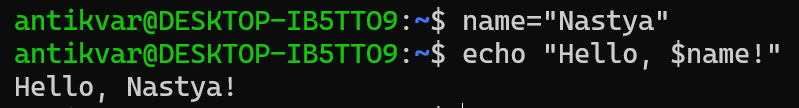 antikvar@DESKTOP-IB5TTO9:~$ name="Nastya"
antikvar@DESKTOP-IB5TTO9:~$ echo "Hello, $name!"
Hello, Nastya!